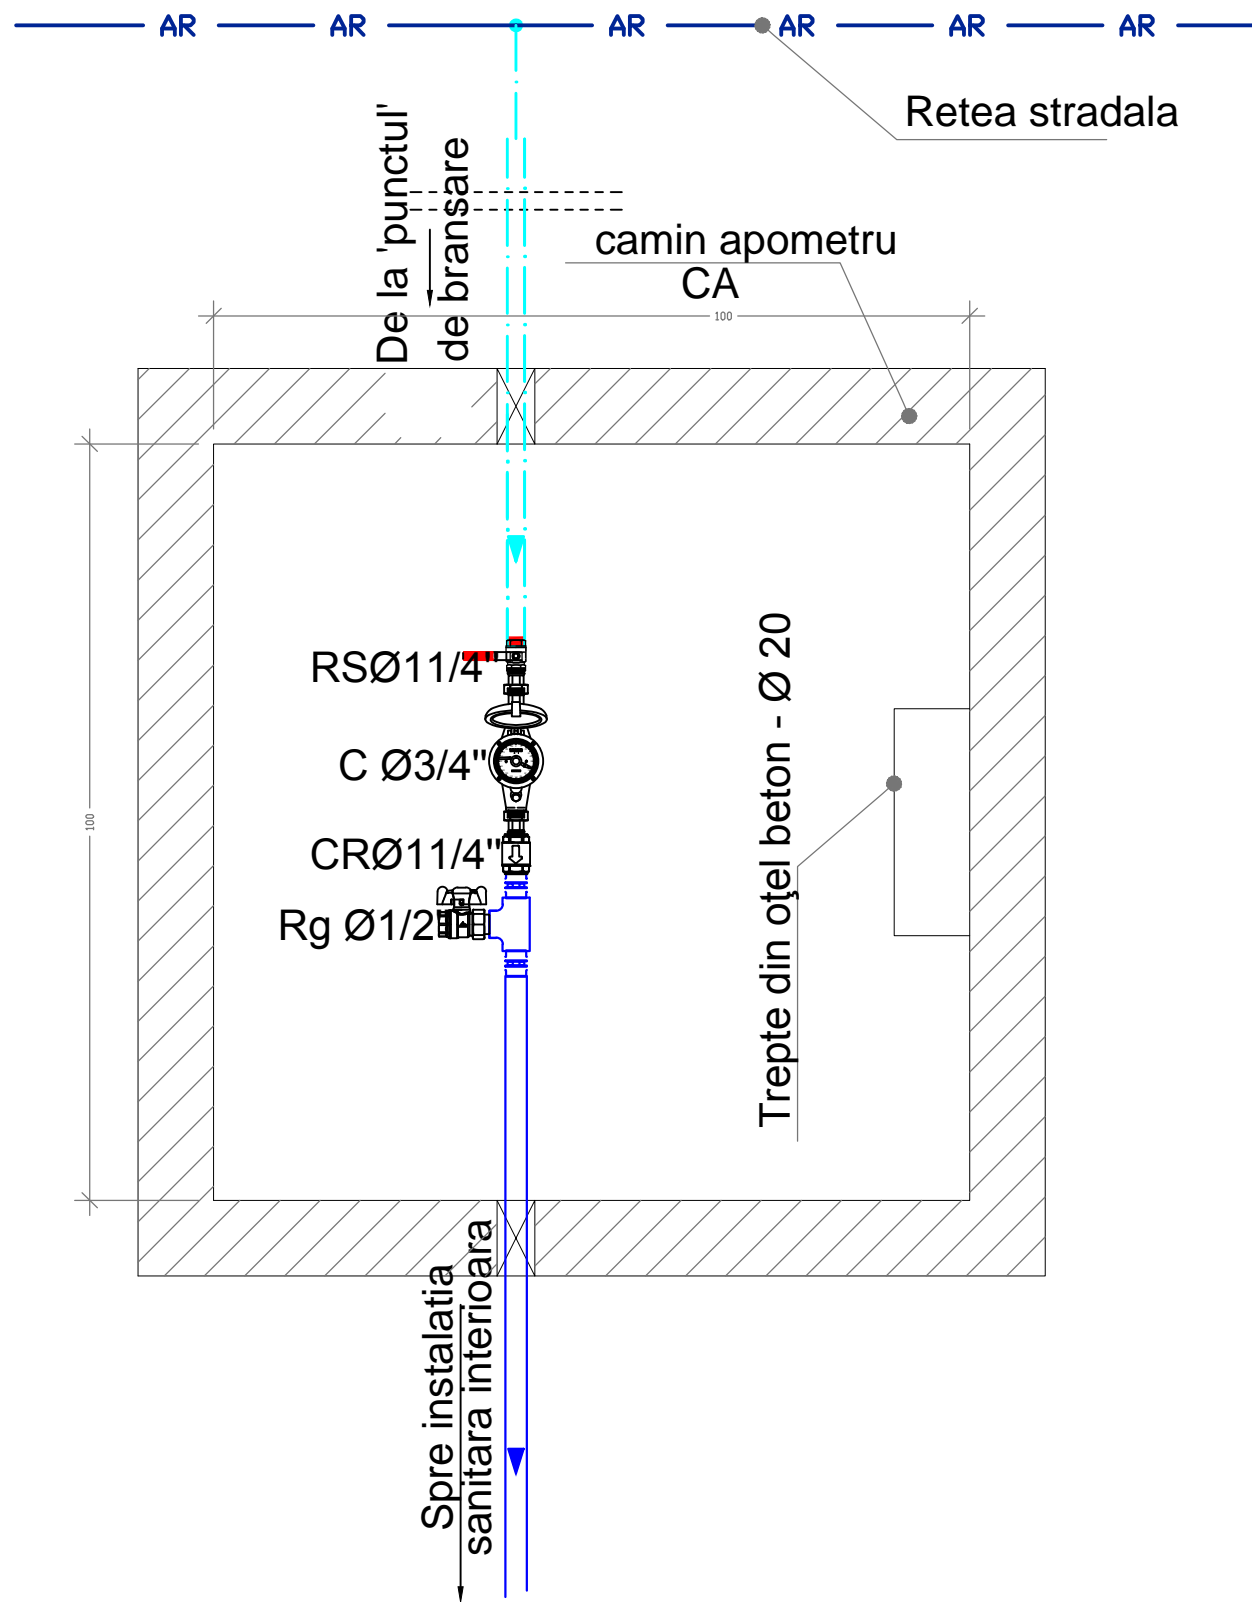 AR AR AR AR AR AR
Retea stradala
De la 'punctul'
de bransare
camin apometru
CA
100
100
RSØ11/4"
C Ø3/4"
CRØ11/4"
Rg Ø1/2"
Trepte din oţel beton - Ø 20
Spre instalatia
sanitara interioara